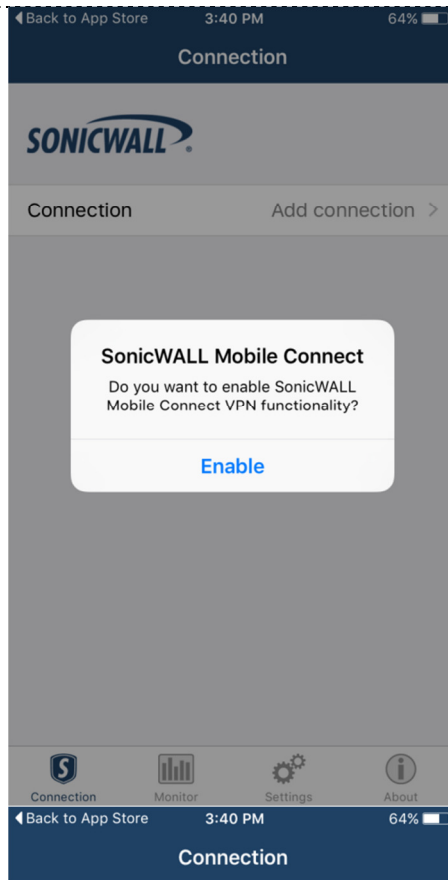 Back to App Store 3:40 PM 64%
Connection
SONICWALL
Connection Add connection >
SonicWALL Mobile Connect
Do you want to enable SonicWALL
Mobile Connect VPN functionality?
Enable
S
Connection Monitor Settings About
Back to App Store 3:40 PM 64%
Connection